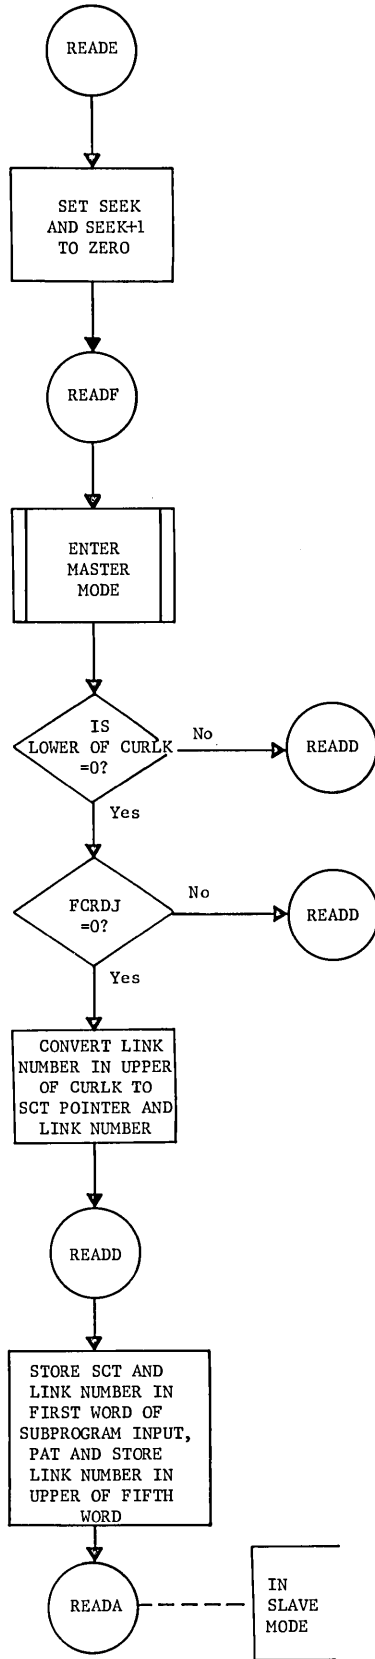 READE
SET SEEK
AND SEEK+1
TO ZERO
READF
ENTER
MASTER
MODE
IS
LOWER OF CURLK
=0?
No
READD
Yes
FCRDJ
=0?
No
READD
Yes
CONVERT LINK
NUMBER IN UPPER
OF CURLK TO
SCT POINTER AND
LINK NUMBER
READD
STORE SCT AND
LINK NUMBER IN
FIRST WORD OF
SUBPROGRAM INPUT,
PAT AND STORE
LINK NUMBER IN
UPPER OF FIFTH
WORD
READA
IN
SLAVE
MODE